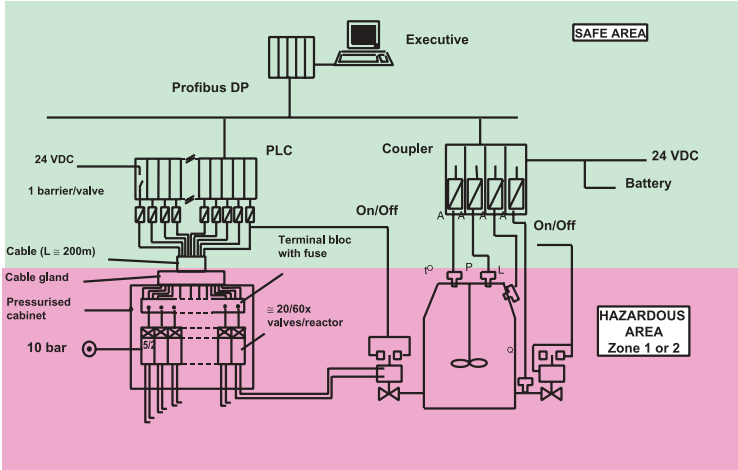 Executive
SAFE AREA
Profibus DP
PLC
Coupler
24 VDC
24 VDC
1 barrier/valve
Battery
On/Off
On/Off
A A A A
Cable (L ≅ 200m)
Terminal bloc
with fuse
Cable gland
t°
P
L
Pressurised
cabinet
≅ 20/60x
valves/reactor
HAZARDOUS
AREA
Zone 1 or 2
10 bar
5/2
Q